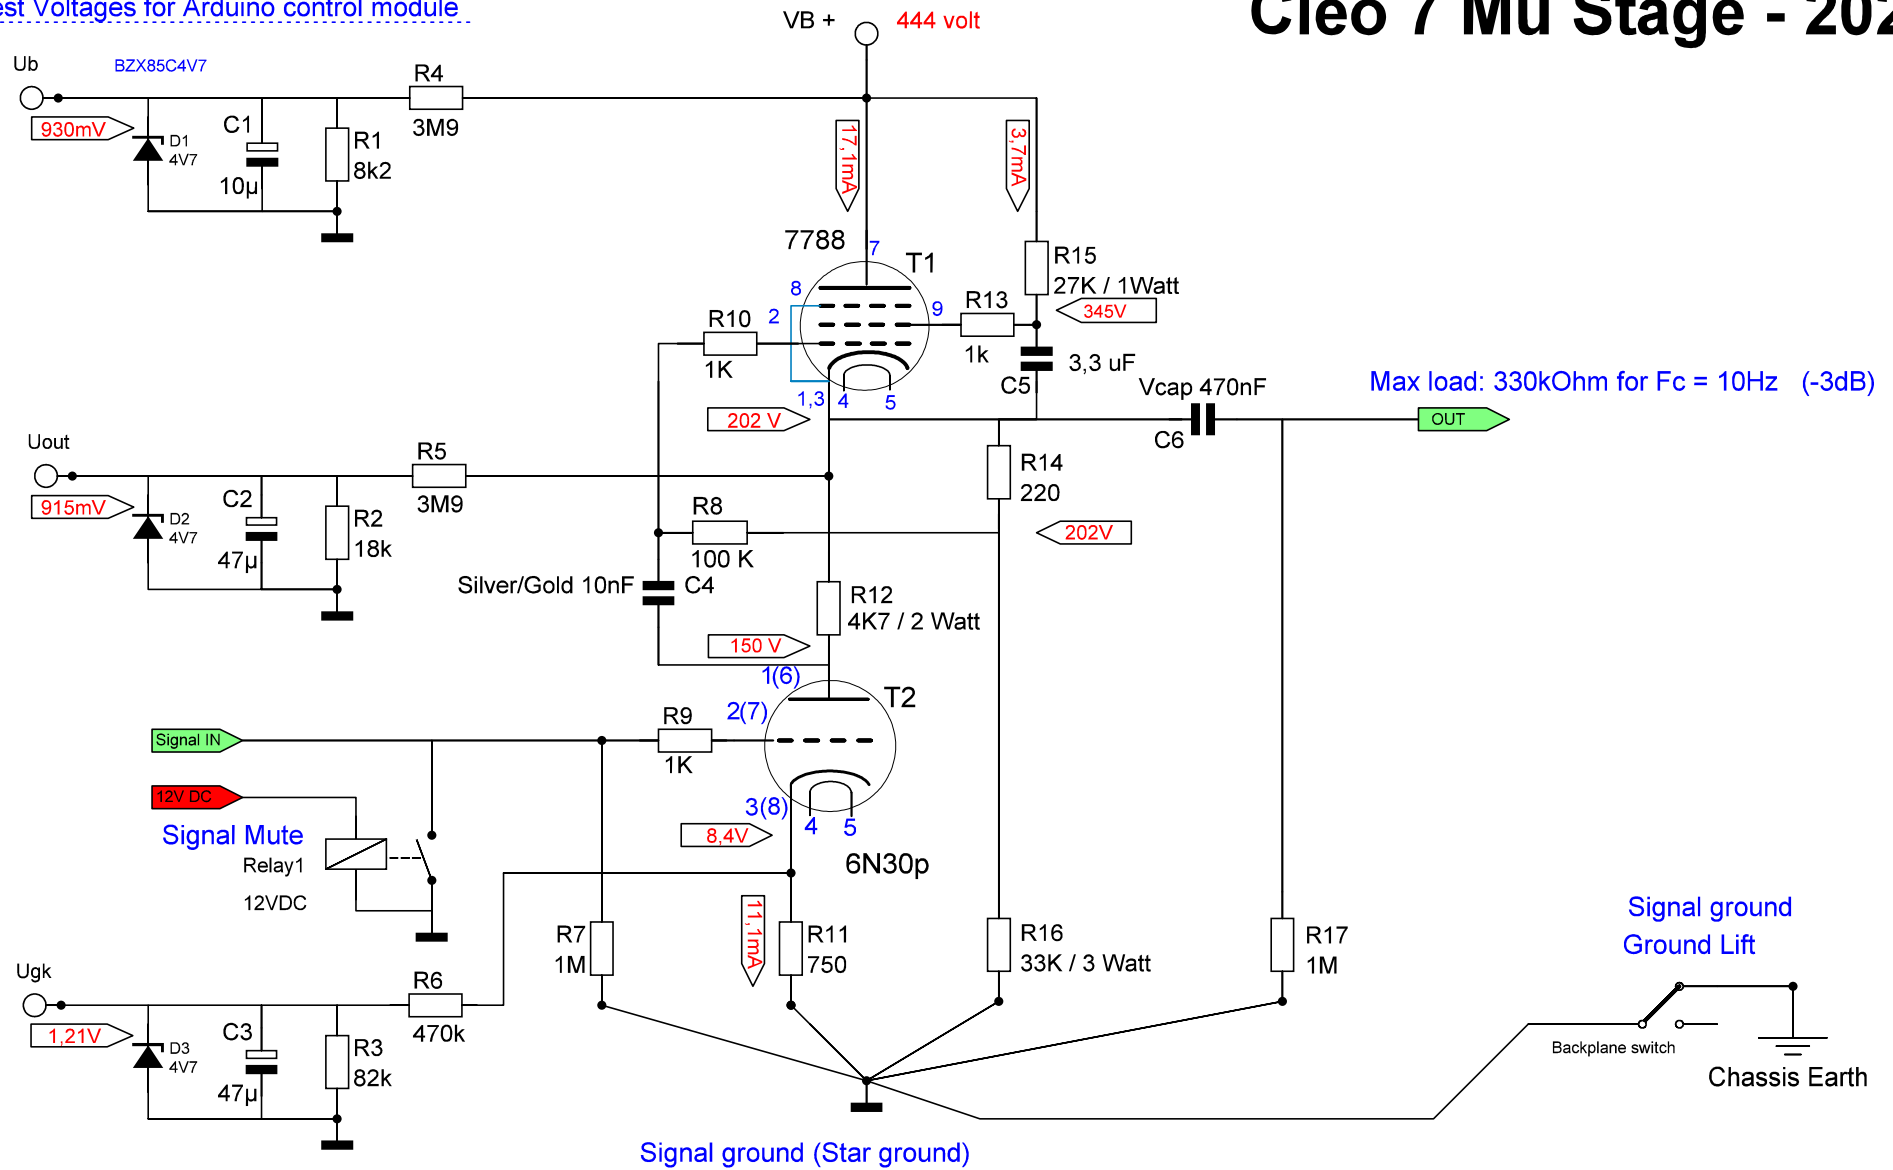 est Voltages for Arduino control module
Cleo 7 Mu Stage - 202
VB +
444 volt
Ub
BZX85C4V7
930mV
D1
4V7
C1
10µ
R1
8k2
R4
3M9
17,1mA
3,7mA
7788
7
T1
8
2
9
R10
1K
R13
1k
R15
27K / 1Watt
345V
3,3 uF
C5
1,3
4
5
202 V
Vcap 470nF
C6
Max load: 330kOhm for Fc = 10Hz (-3dB)
OUT
Uout
915mV
D2
4V7
C2
47µ
R2
18k
R5
3M9
R14
220
R8
100 K
202V
Silver/Gold 10nF
C4
R12
4K7 / 2 Watt
150 V
1(6)
T2
2(7)
Signal IN
R9
1K
12V DC
Signal Mute
Relay1
12VDC
3(8)
4
5
8,4V
6N30p
11,1mA
R7
1M
R11
750
R16
33K / 3 Watt
R17
1M
Signal ground
Ground Lift
Backplane switch
Chassis Earth
Ugk
1,21V
D3
4V7
C3
47µ
R3
82k
R6
470k
Signal ground (Star ground)